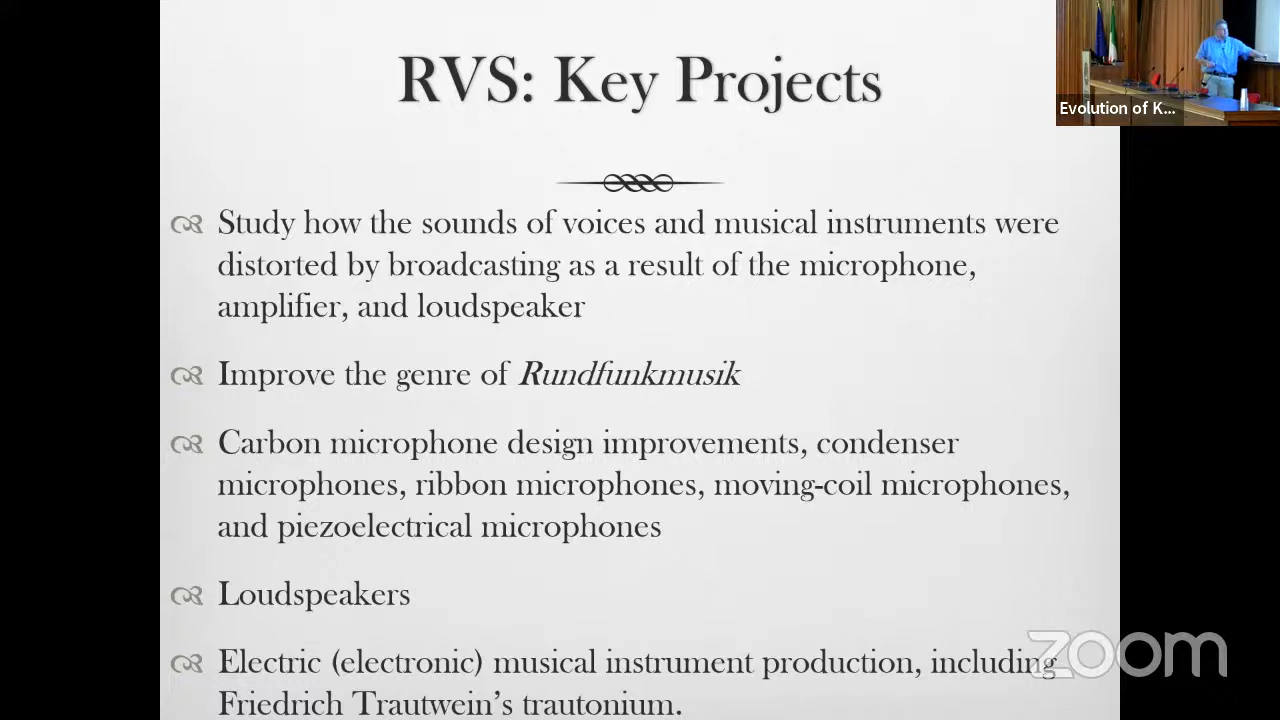 RVS: Key Projects
Evolution of K...
Study how the sounds of voices and musical instruments were
distorted by broadcasting as a result of the microphone,
amplifier, and loudspeaker
Improve the genre of Rundfunkmusik
Carbon microphone design improvements, condenser
microphones, ribbon microphones, moving-coil microphones,
and piezoelectrical microphones
Loudspeakers
Electric (electronic) musical instrument production, including
Friedrich Trautwein’s trautonium.
zoom